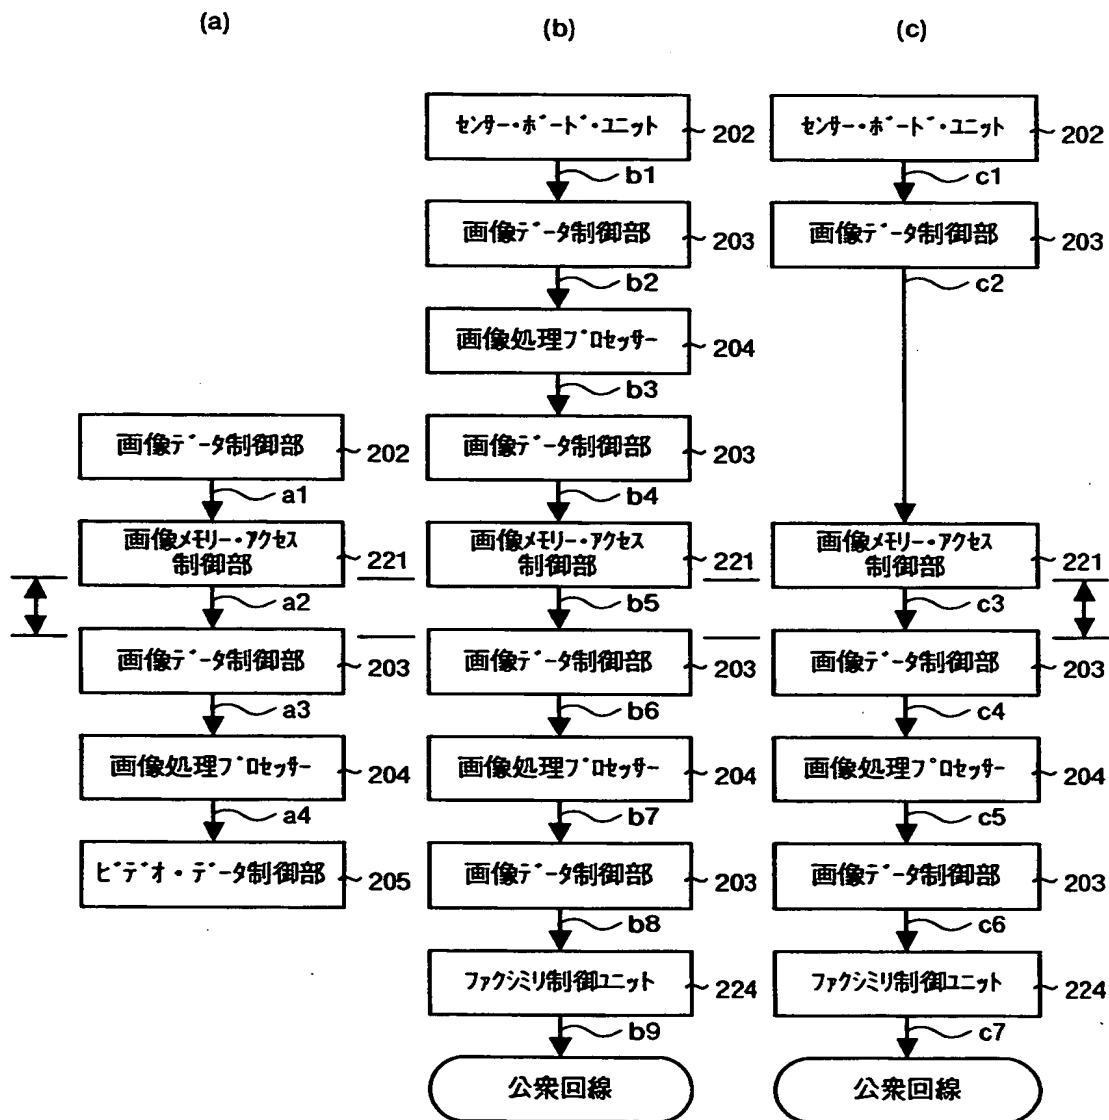 (a)
(b)
(c)
センサー・ボード・ユニット
202
センサー・ボード・ユニット
202
b1
c1
画像データ制御部
203
画像データ制御部
203
b2
c2
画像処理プロセッサー
204
b3
画像データ制御部
202
画像データ制御部
203
a1
b4
画像メモリー・アクセス
制御部
221
画像メモリー・アクセス
制御部
221
画像メモリー・アクセス
制御部
221
a2
b5
c3
画像データ制御部
203
画像データ制御部
203
画像データ制御部
203
a3
b6
c4
画像処理プロセッサー
204
画像処理プロセッサー
204
画像処理プロセッサー
204
a4
b7
c5
ビデオ・データ制御部
205
画像データ制御部
203
画像データ制御部
203
b8
c6
ファクシミリ制御ユニット
224
ファクシミリ制御ユニット
224
b9
c7
公衆回線
公衆回線